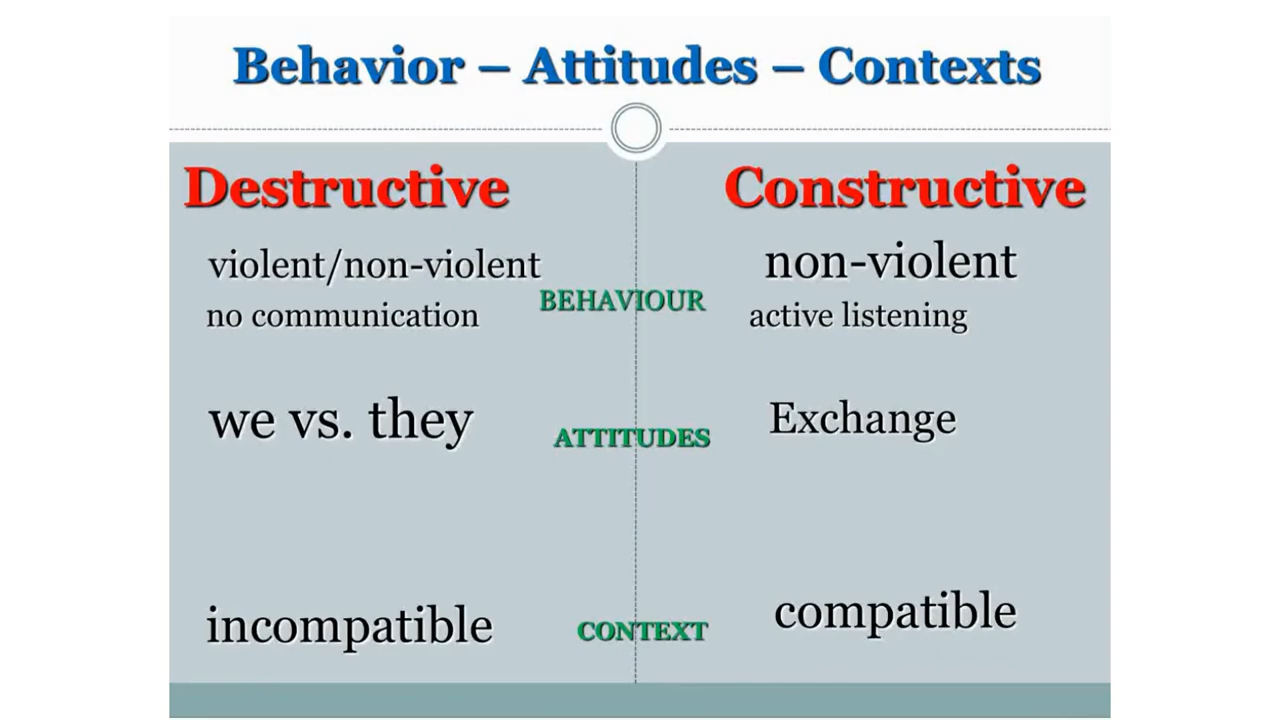 Behavior – Attitudes – Contexts
Destructive
Constructive
violent/non-violent
non-violent
BEHAVIOUR
no communication
active listening
we vs. they
ATTITUDES
Exchange
incompatible
CONTEXT
compatible